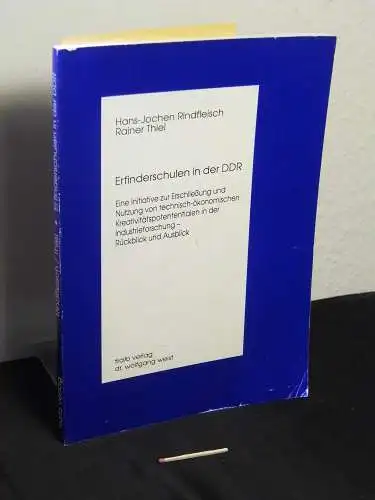 Hans-Jochen Rindfleisch
Rainer Thiel
Erfinderschulen in der DDR
Eine Initiative zur Erschließung und
Nutzung von technisch-ökonomischen
Kreativitätspotententialen in der
Industrieforschung –
Rückblick und Ausblick
trafo verlag
dr. wolfgang weist